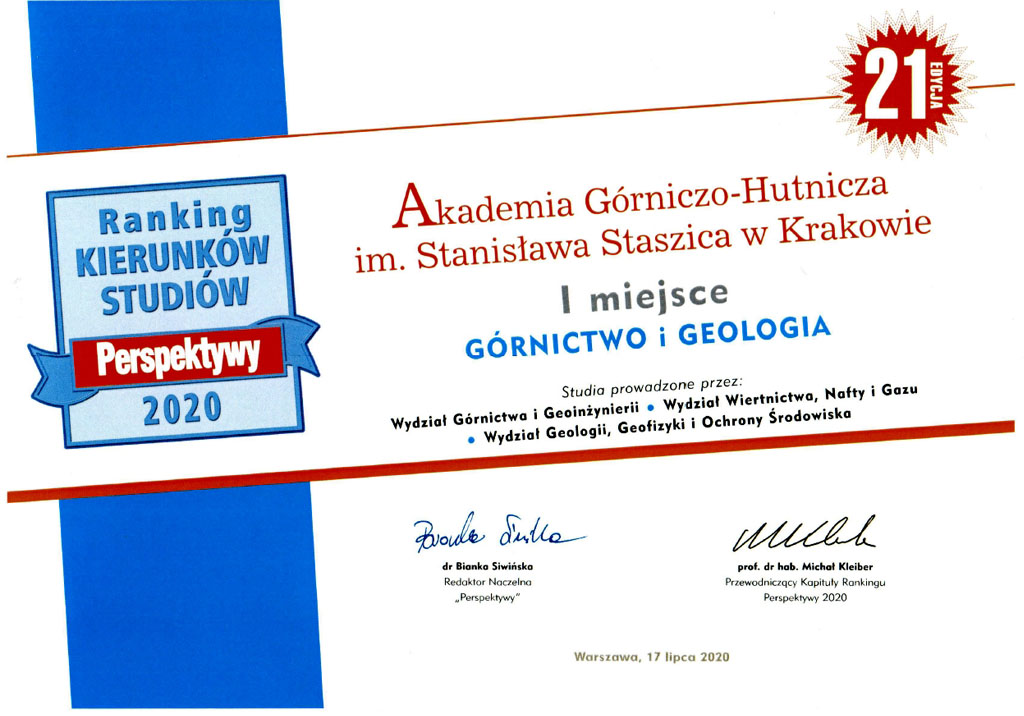 21
EDYCJA
Ranking
KIERUNKÓW
STUDIÓW
Perspektywy
2020
Akademia Górniczo-Hutnicza
im. Stanisława Staszica w Krakowie
I miejsce
GÓRNICTWO i GEOLOGIA
Studia prowadzone przez:
Wydział Górnictwa i Geoinżynierii • Wydział Wiertnictwa, Nafty i Gazu
• Wydział Geologii, Geofizyki i Ochrony Środowiska
dr Bianka Siwińska
Redaktor Naczelna
„Perspektywy”
prof. dr hab. Michał Kleiber
Przewodniczący Kapituły Rankingu
Perspektywy 2020
Warszawa, 17 lipca 2020